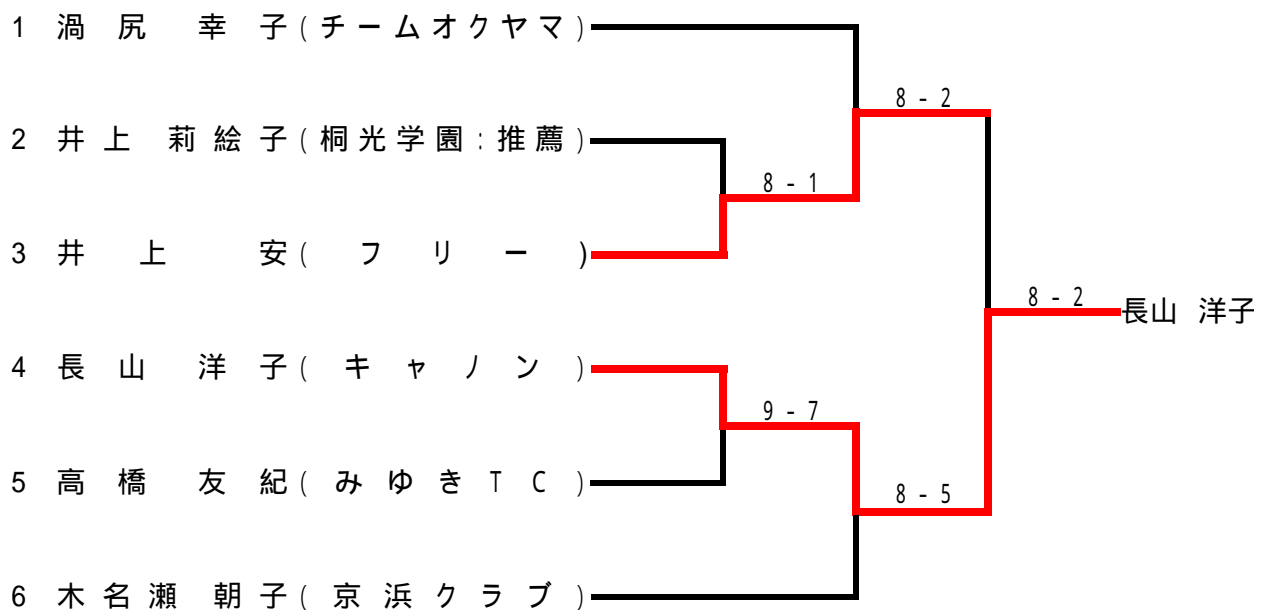 1 渦尻 幸子(チームオクヤマ)
8-2
2 井上 莉絵子(桐光学園:推薦)
8-1
3 井上 安(フリー)
8-2 長山 洋子
4 長山 洋子(キャノン)
9-7
5 高橋 友紀(みゆきTC)
8-5
6 木名瀬 朝子(京浜クラブ)